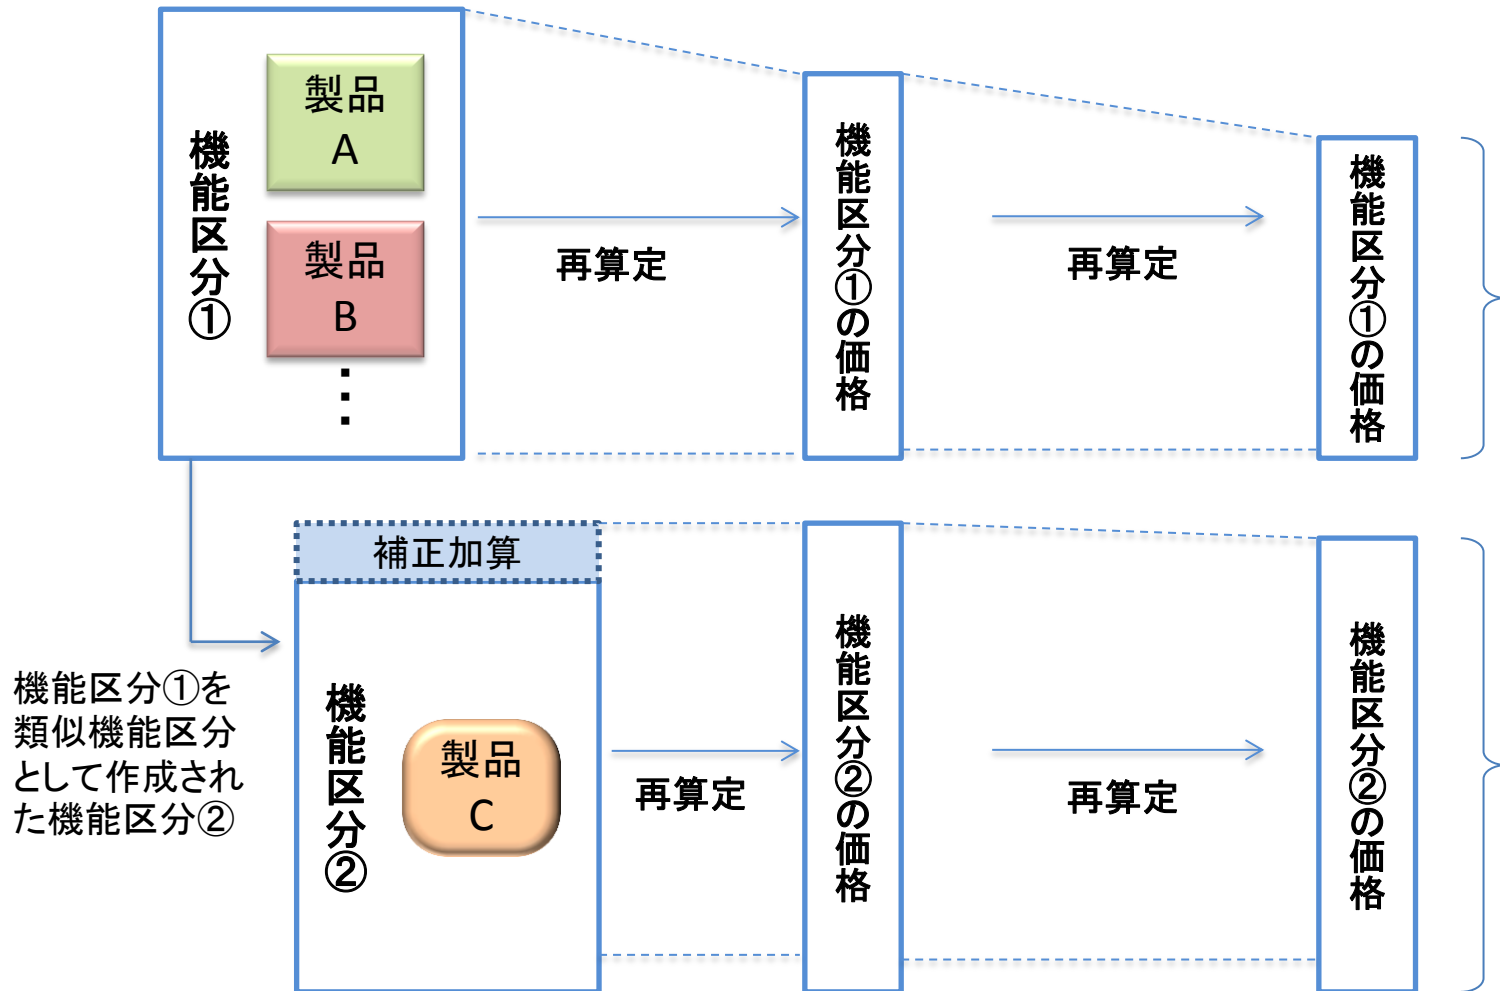 機能区分①
製品
A
製品
B
・・・
再算定
機能区分①の価格
再算定
機能区分①の価格
機能区分①を
類似機能区分
として作成され
た機能区分②
補正加算
機能区分②
製品
C
再算定
機能区分②の価格
再算定
機能区分②の価格